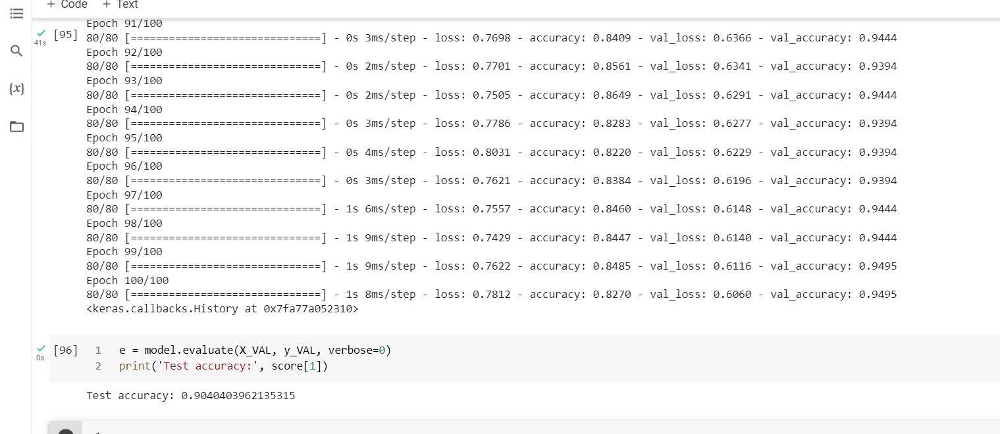 + Code + Text
Epoch 91/100
[95] 80/80 [==============================] - 0s 3ms/step - loss: 0.7698 - accuracy: 0.8409 - val_loss: 0.6366 - val_accuracy: 0.9444
41s
Epoch 92/100
80/80 [==============================] - 0s 2ms/step - loss: 0.7701 - accuracy: 0.8561 - val_loss: 0.6341 - val_accuracy: 0.9394
Epoch 93/100
80/80 [==============================] - 0s 2ms/step - loss: 0.7505 - accuracy: 0.8649 - val_loss: 0.6291 - val_accuracy: 0.9444
{x}
Epoch 94/100
80/80 [==============================] - 0s 3ms/step - loss: 0.7786 - accuracy: 0.8283 - val_loss: 0.6277 - val_accuracy: 0.9394
Epoch 95/100
80/80 [==============================] - 0s 4ms/step - loss: 0.8031 - accuracy: 0.8220 - val_loss: 0.6229 - val_accuracy: 0.9394
Epoch 96/100
80/80 [==============================] - 0s 3ms/step - loss: 0.7621 - accuracy: 0.8384 - val_loss: 0.6196 - val_accuracy: 0.9394
Epoch 97/100
80/80 [==============================] - 1s 6ms/step - loss: 0.7557 - accuracy: 0.8460 - val_loss: 0.6148 - val_accuracy: 0.9444
Epoch 98/100
80/80 [==============================] - 1s 9ms/step - loss: 0.7429 - accuracy: 0.8447 - val_loss: 0.6140 - val_accuracy: 0.9444
Epoch 99/100
80/80 [==============================] - 1s 9ms/step - loss: 0.7622 - accuracy: 0.8485 - val_loss: 0.6116 - val_accuracy: 0.9495
Epoch 100/100
80/80 [==============================] - 1s 8ms/step - loss: 0.7812 - accuracy: 0.8270 - val_loss: 0.6060 - val_accuracy: 0.9495
<keras.callbacks.History at 0x7fa77a052310>
[96] 1 e = model.evaluate(X_VAL, y_VAL, verbose=0)
0s
2 print('Test accuracy:', score[1])
Test accuracy: 0.9040403962135315